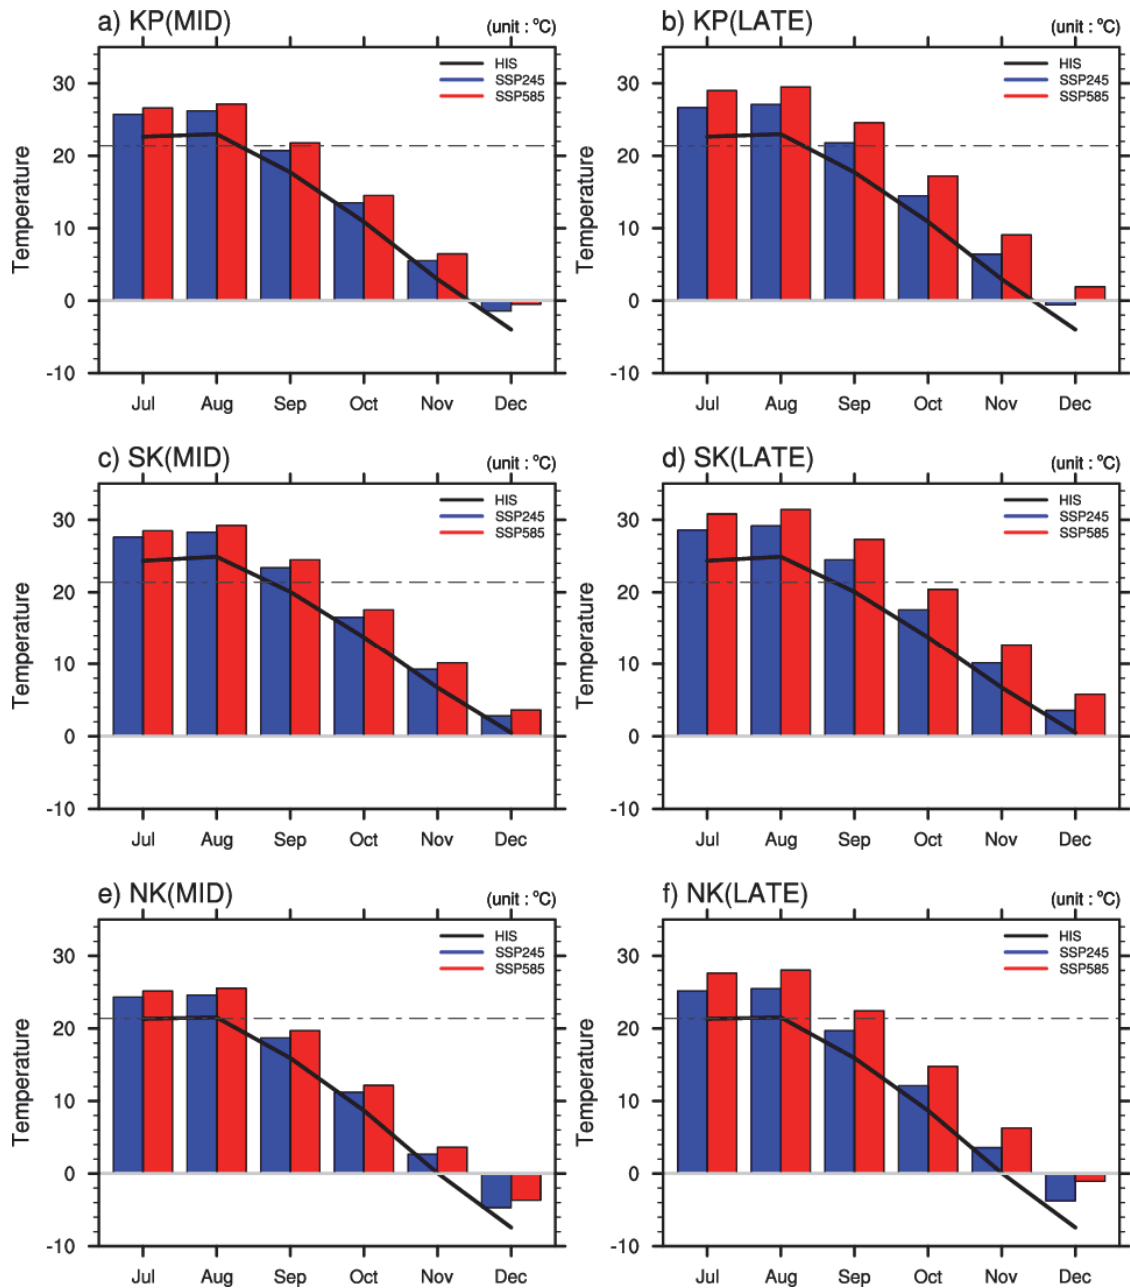 a) KP(MID) (unit : °C)
HIS
SSP245
SSP585
Temperature
30
20
10
0
-10
Jul Aug Sep Oct Nov Dec
b) KP(LATE) (unit : °C)
HIS
SSP245
SSP585
Temperature
30
20
10
0
-10
Jul Aug Sep Oct Nov Dec
c) SK(MID) (unit : °C)
HIS
SSP245
SSP585
Temperature
30
20
10
0
-10
Jul Aug Sep Oct Nov Dec
d) SK(LATE) (unit : °C)
HIS
SSP245
SSP585
Temperature
30
20
10
0
-10
Jul Aug Sep Oct Nov Dec
e) NK(MID) (unit : °C)
HIS
SSP245
SSP585
Temperature
30
20
10
0
-10
Jul Aug Sep Oct Nov Dec
f) NK(LATE) (unit : °C)
HIS
SSP245
SSP585
Temperature
30
20
10
0
-10
Jul Aug Sep Oct Nov Dec